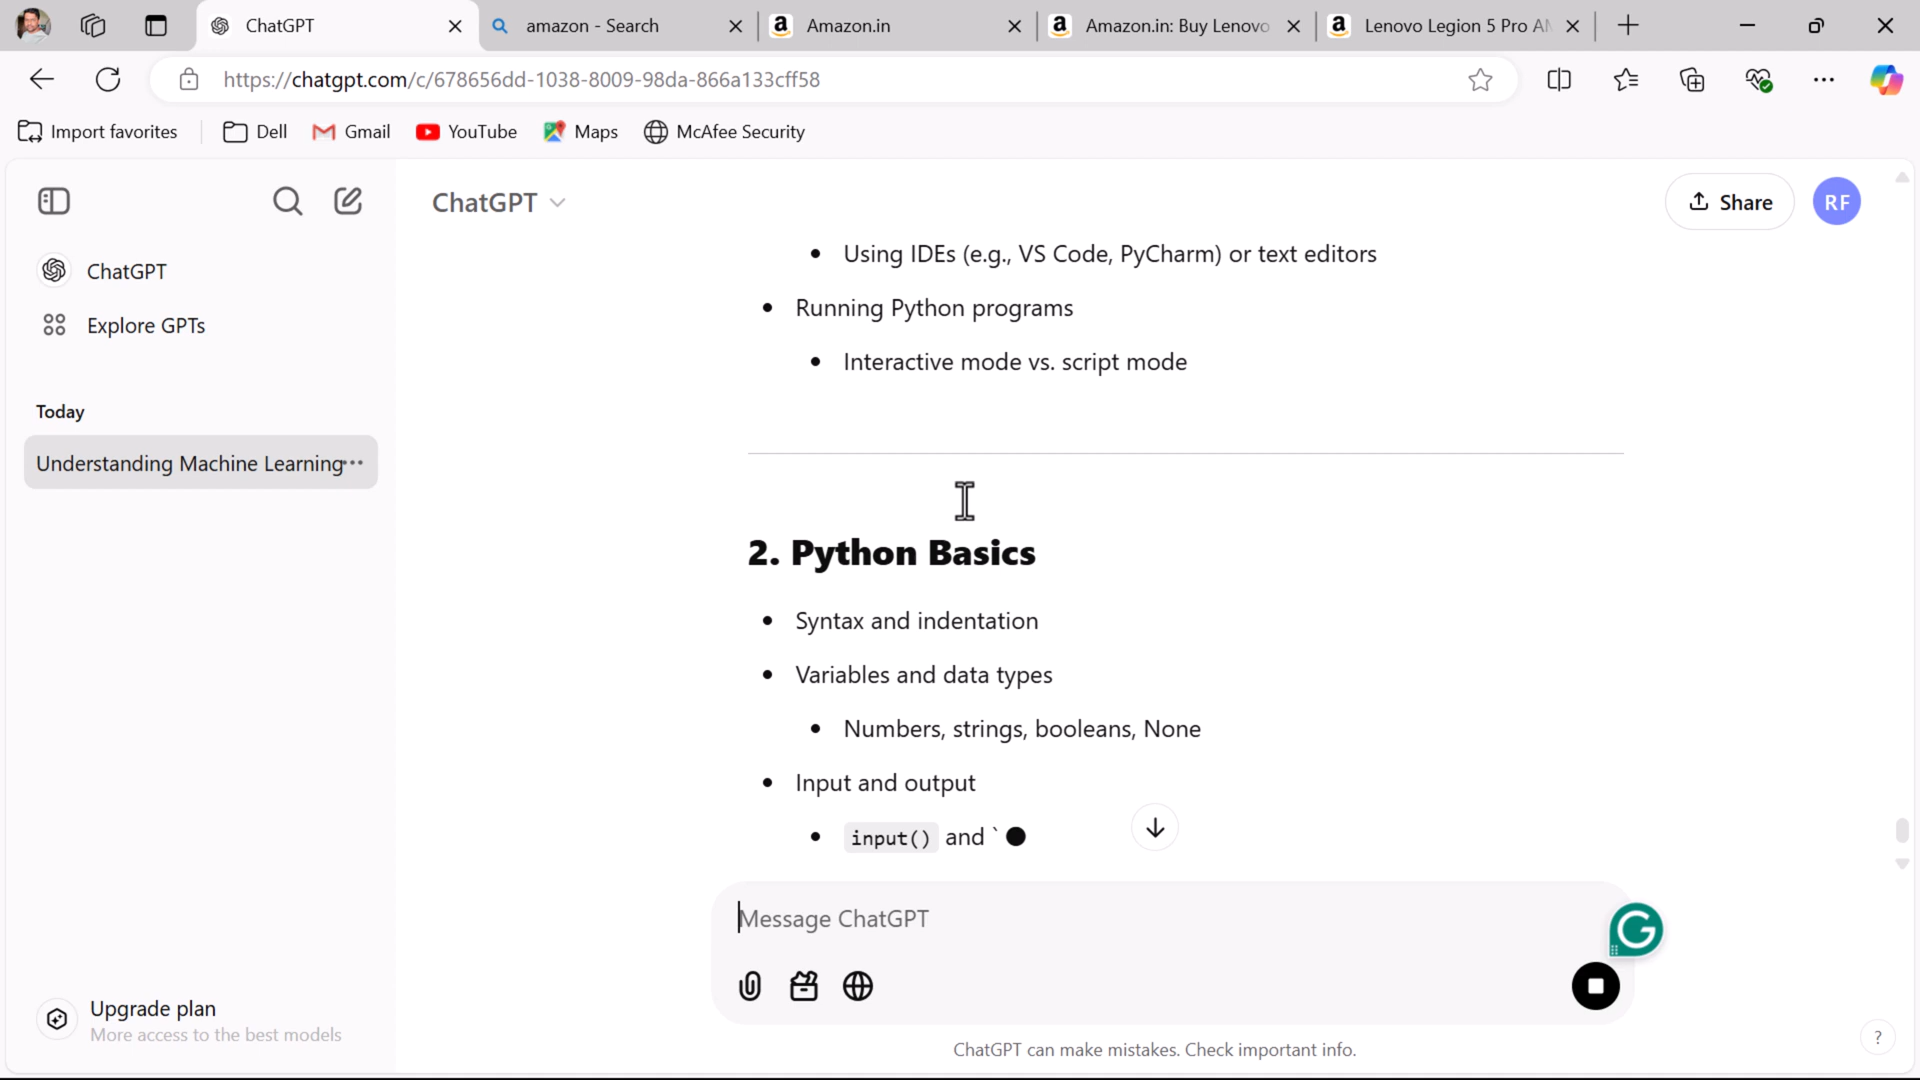 ChatGPT
amazon - Search
Amazon.in
Amazon.in: Buy Lenovo
Lenovo Legion 5 Pro AM
https://chatgpt.com/c/678656dd-1038-8009-98da-866a133cff58
Import favorites
Dell
Gmail
YouTube
Maps
McAfee Security
ChatGPT
Share
RF
ChatGPT
Explore GPTs
Today
Understanding Machine Learning
Using IDEs (e.g., VS Code, PyCharm) or text editors
Running Python programs
Interactive mode vs. script mode
2. Python Basics
Syntax and indentation
Variables and data types
Numbers, strings, booleans, None
Input and output
input() and `
Message ChatGPT
Upgrade plan
More access to the best models
ChatGPT can make mistakes. Check important info.
?